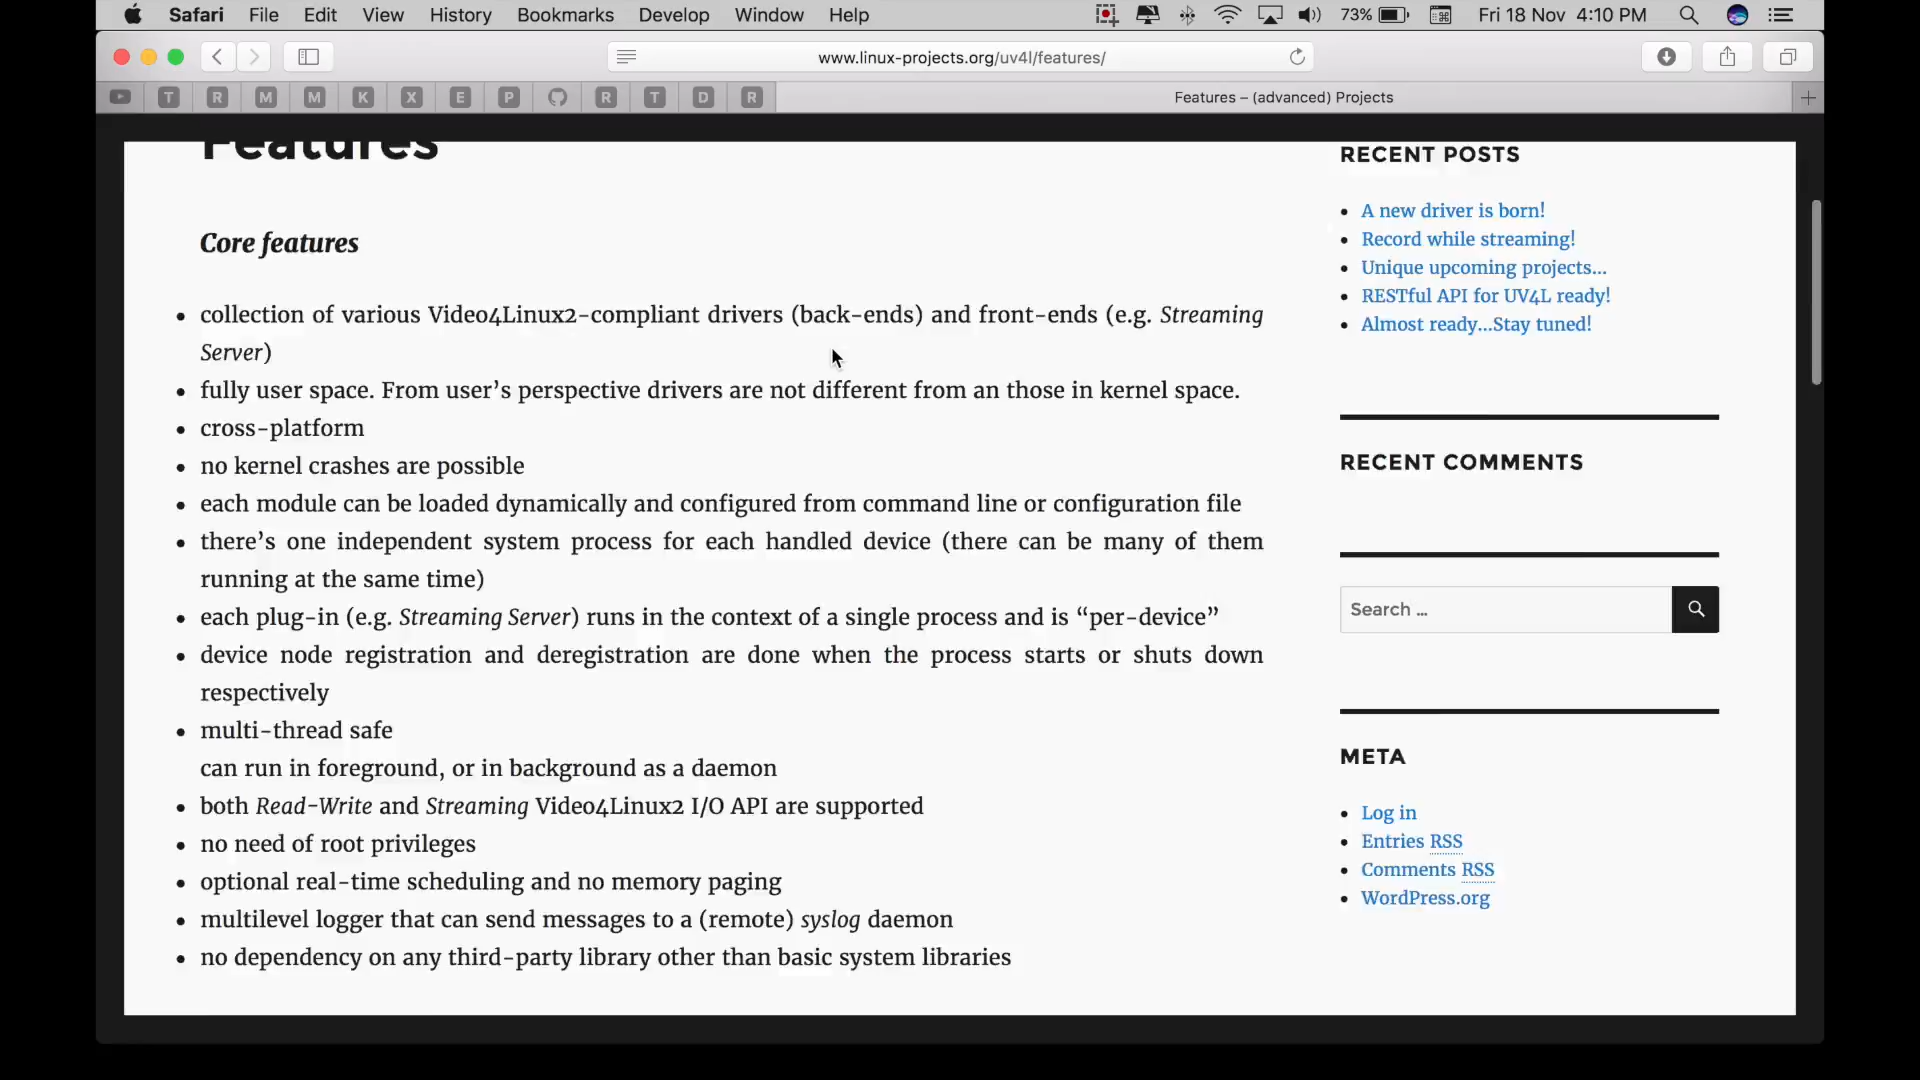 Safari File Edit View History Bookmarks Develop Window Help 73% Fri 18 Nov 4:10 PM
www.linux-projects.org/uv4l/features/
T R M M K X E P R T D R Features – (advanced) Projects
Features
Core features
collection of various Video4Linux2-compliant drivers (back-ends) and front-ends (e.g. Streaming
Server)
fully user space. From user’s perspective drivers are not different from an those in kernel space.
cross-platform
no kernel crashes are possible
each module can be loaded dynamically and configured from command line or configuration file
there’s one independent system process for each handled device (there can be many of them
running at the same time)
each plug-in (e.g. Streaming Server) runs in the context of a single process and is “per-device”
device node registration and deregistration are done when the process starts or shuts down
respectively
multi-thread safe
can run in foreground, or in background as a daemon
both Read-Write and Streaming Video4Linux2 I/O API are supported
no need of root privileges
optional real-time scheduling and no memory paging
multilevel logger that can send messages to a (remote) syslog daemon
no dependency on any third-party library other than basic system libraries
RECENT POSTS
A new driver is born!
Record while streaming!
Unique upcoming projects…
RESTful API for UV4L ready!
Almost ready…Stay tuned!
RECENT COMMENTS
Search …
META
Log in
Entries RSS
Comments RSS
WordPress.org